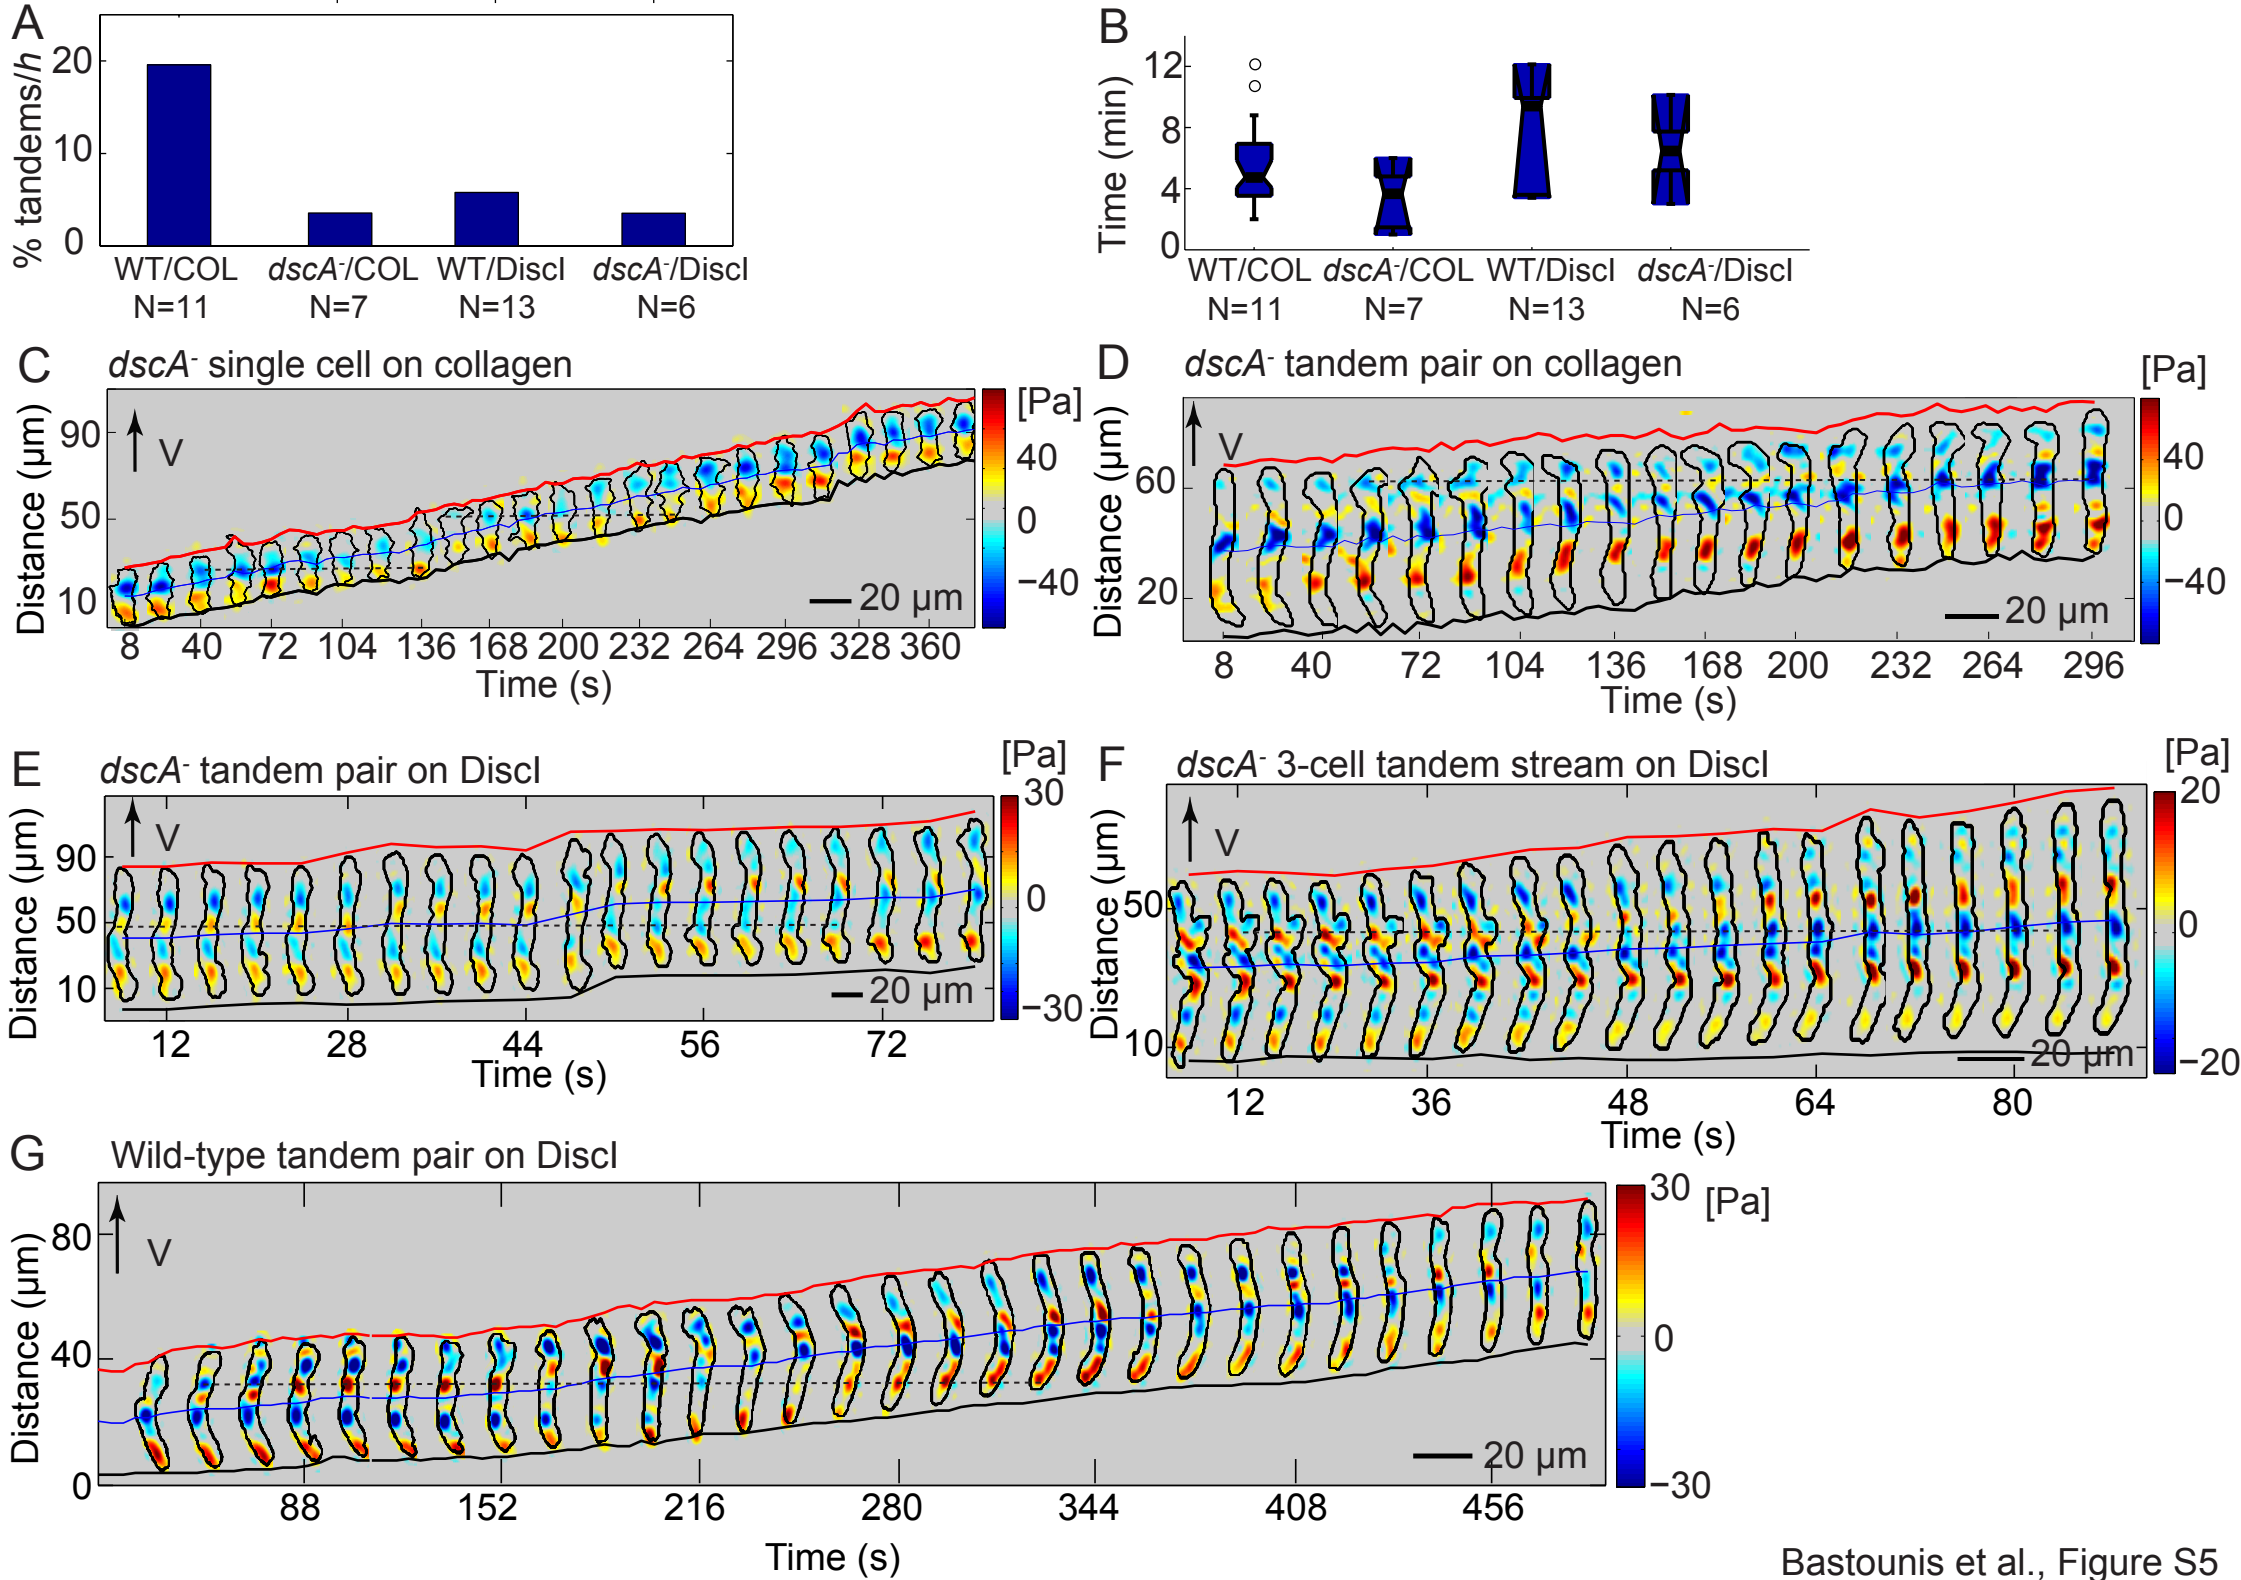 A
% tandems/h
20
10
0
WT/COL dscA-/COL WT/DiscI dscA-/DiscI
N=11 N=7 N=13 N=6
B
Time (min)
12
8
4
0
WT/COL dscA-/COL WT/DiscI dscA-/DiscI
N=11 N=7 N=13 N=6
C dscA- single cell on collagen
Distance (µm)
90
50
10
V
20 µm
[Pa]
40
0
−40
8 40 72 104 136 168 200 232 264 296 328 360
Time (s)
D dscA- tandem pair on collagen
Distance (µm)
60
20
V
20 µm
[Pa]
40
0
−40
8 40 72 104 136 168 200 232 264 296
Time (s)
E dscA- tandem pair on DiscI
Distance (µm)
90
50
10
V
20 µm
[Pa]
30
0
−30
12 28 44 56 72
Time (s)
F dscA- 3-cell tandem stream on DiscI
Distance (µm)
50
10
V
20 µm
[Pa]
20
0
−20
12 36 48 64 80
Time (s)
G Wild-type tandem pair on DiscI
Distance (µm)
80
40
0
V
20 µm
30 [Pa]
0
−30
88 152 216 280 344 408 456
Time (s)
Bastounis et al., Figure S5